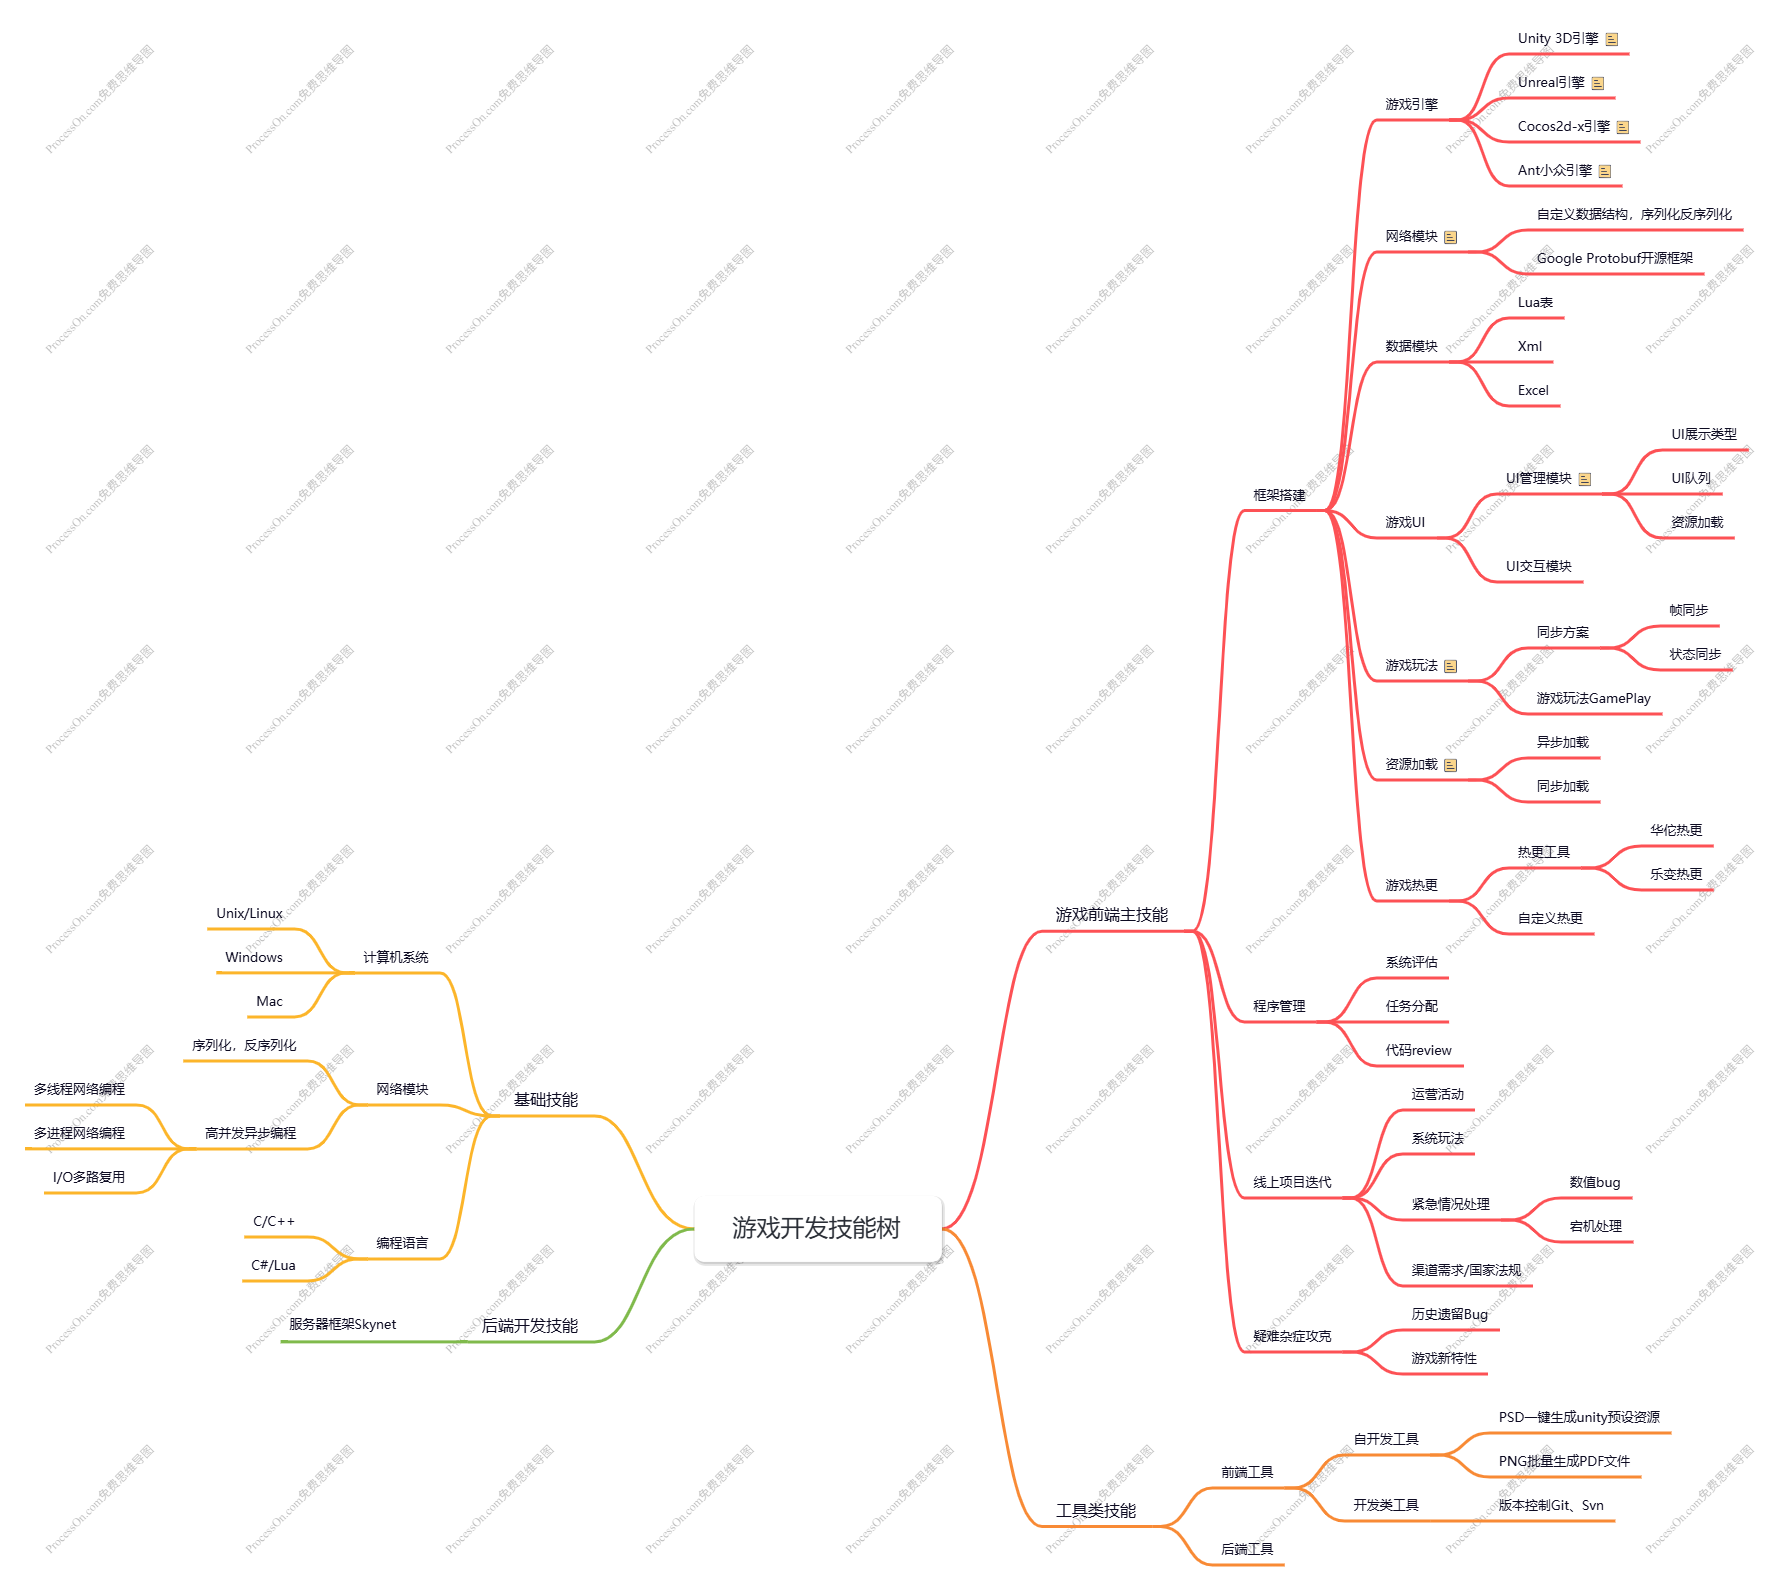 游戏开发技能树
游戏前端主技能
框架搭建
游戏引擎
Unity 3D引擎
Unreal引擎
Cocos2d-x引擎
Ant小众引擎
网络模块
自定义数据结构，序列化反序列化
Google Protobuf开源框架
数据模块
Lua表
Xml
Excel
游戏UI
UI管理模块
UI展示类型
UI队列
资源加载
UI交互模块
游戏玩法
同步方案
帧同步
状态同步
游戏玩法GamePlay
资源加载
异步加载
同步加载
游戏热更
热更工具
华佗热更
乐变热更
自定义热更
程序管理
系统评估
任务分配
代码review
线上项目迭代
运营活动
系统玩法
紧急情况处理
数值bug
宕机处理
渠道需求/国家法规
疑难杂症攻克
历史遗留Bug
游戏新特性
工具类技能
前端工具
自开发工具
PSD一键生成unity预设资源
PNG批量生成PDF文件
开发类工具
版本控制Git、Svn
后端工具
基础技能
计算机系统
Unix/Linux
Windows
Mac
网络模块
序列化，反序列化
高并发异步编程
多线程网络编程
多进程网络编程
I/O多路复用
编程语言
C/C++
C#/Lua
后端开发技能
服务器框架Skynet
ProcessOn.com免费思维导图